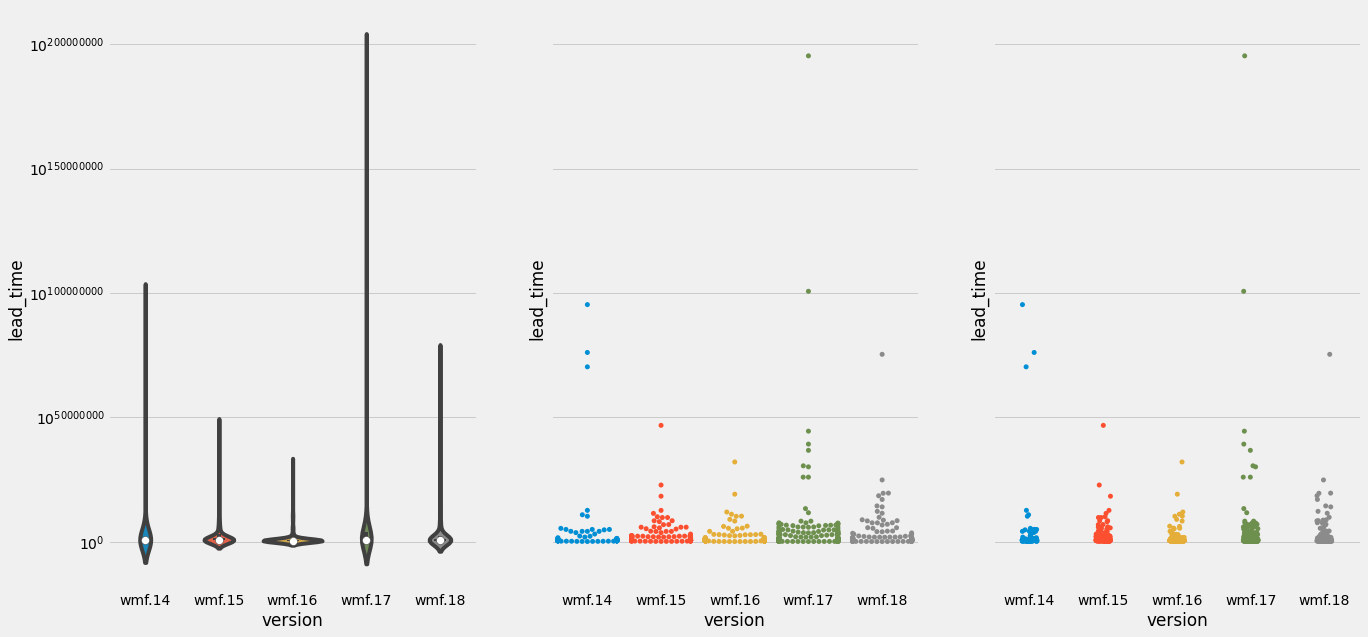 10^200000000
10^150000000
10^100000000
10^50000000
10^0
lead_time
wmf.14 wmf.15 wmf.16 wmf.17 wmf.18
version
lead_time
wmf.14 wmf.15 wmf.16 wmf.17 wmf.18
version
lead_time
wmf.14 wmf.15 wmf.16 wmf.17 wmf.18
version